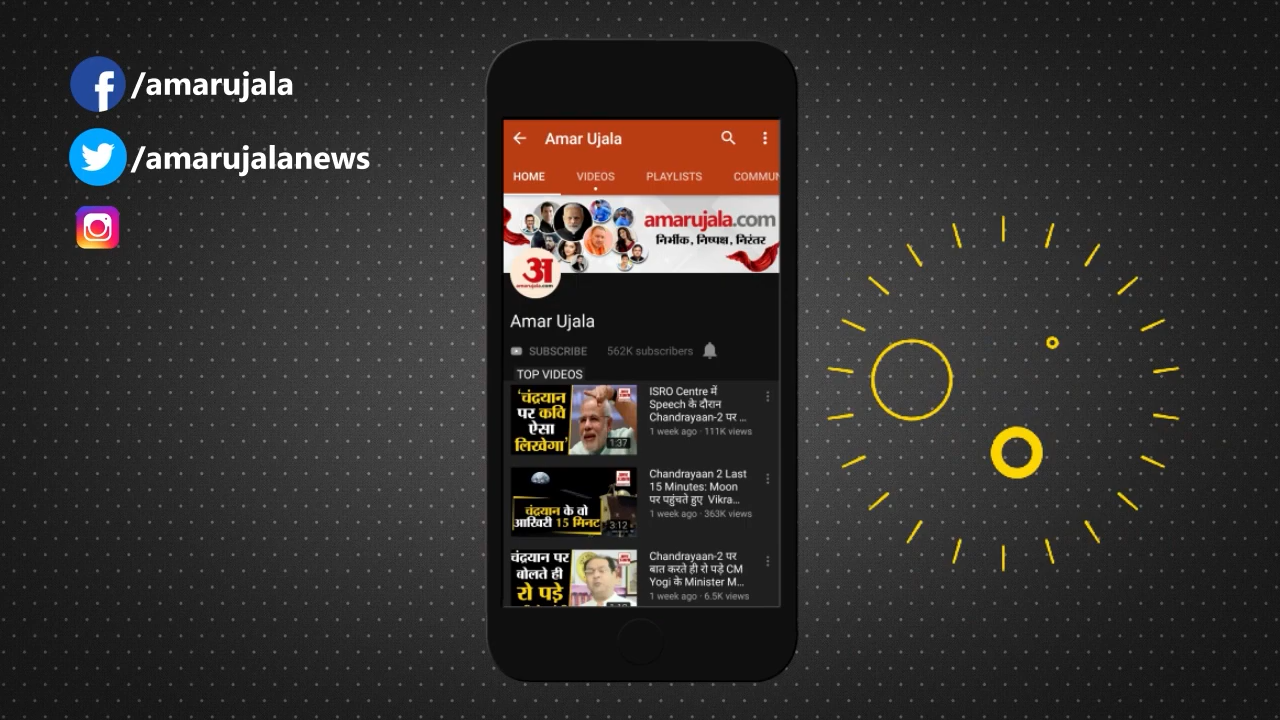 /amarujala
/amarujalanews
Amar Ujala
HOME VIDEOS PLAYLISTS COMMUN
amarujala.com
निर्भीक, निष्पक्ष, निरंतर
अ
amarujala.com
Amar Ujala
SUBSCRIBE 562K subscribers
TOP VIDEOS
'चंद्रयान
पर कवि
ऐसा
लिखेगा'
1:37
ISRO Centre में
Speech के दौरान
Chandrayaan-2 पर ...
1 week ago · 111K views
चंद्रयान के वो
आखिरी 15 मिनट
3:12
Chandrayaan 2 Last
15 Minutes: Moon
पर पहुंचते हुए Vikra...
1 week ago · 363K views
चंद्रयान पर
बोलते ही
रो पड़े
Chandrayaan-2 पर
बात करते ही रो पड़े CM
Yogi के Minister M...
1 week ago · 6.5K views